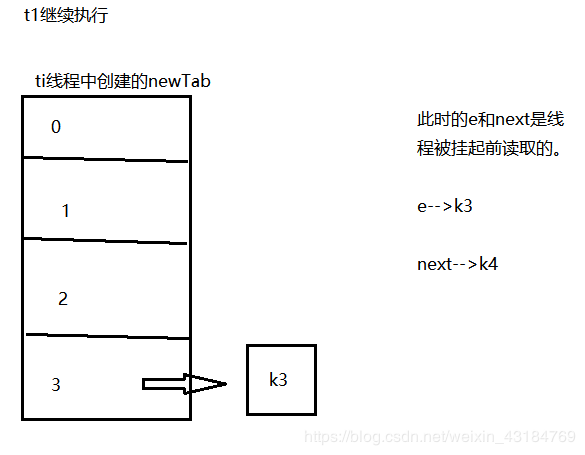 t1继续执行
ti线程中创建的newTab
0
此时的e和next是线
程被挂起前读取的。
1
e-->k3
next-->k4
2
3
k3
https://blog.csdn.net/weixin_43184769